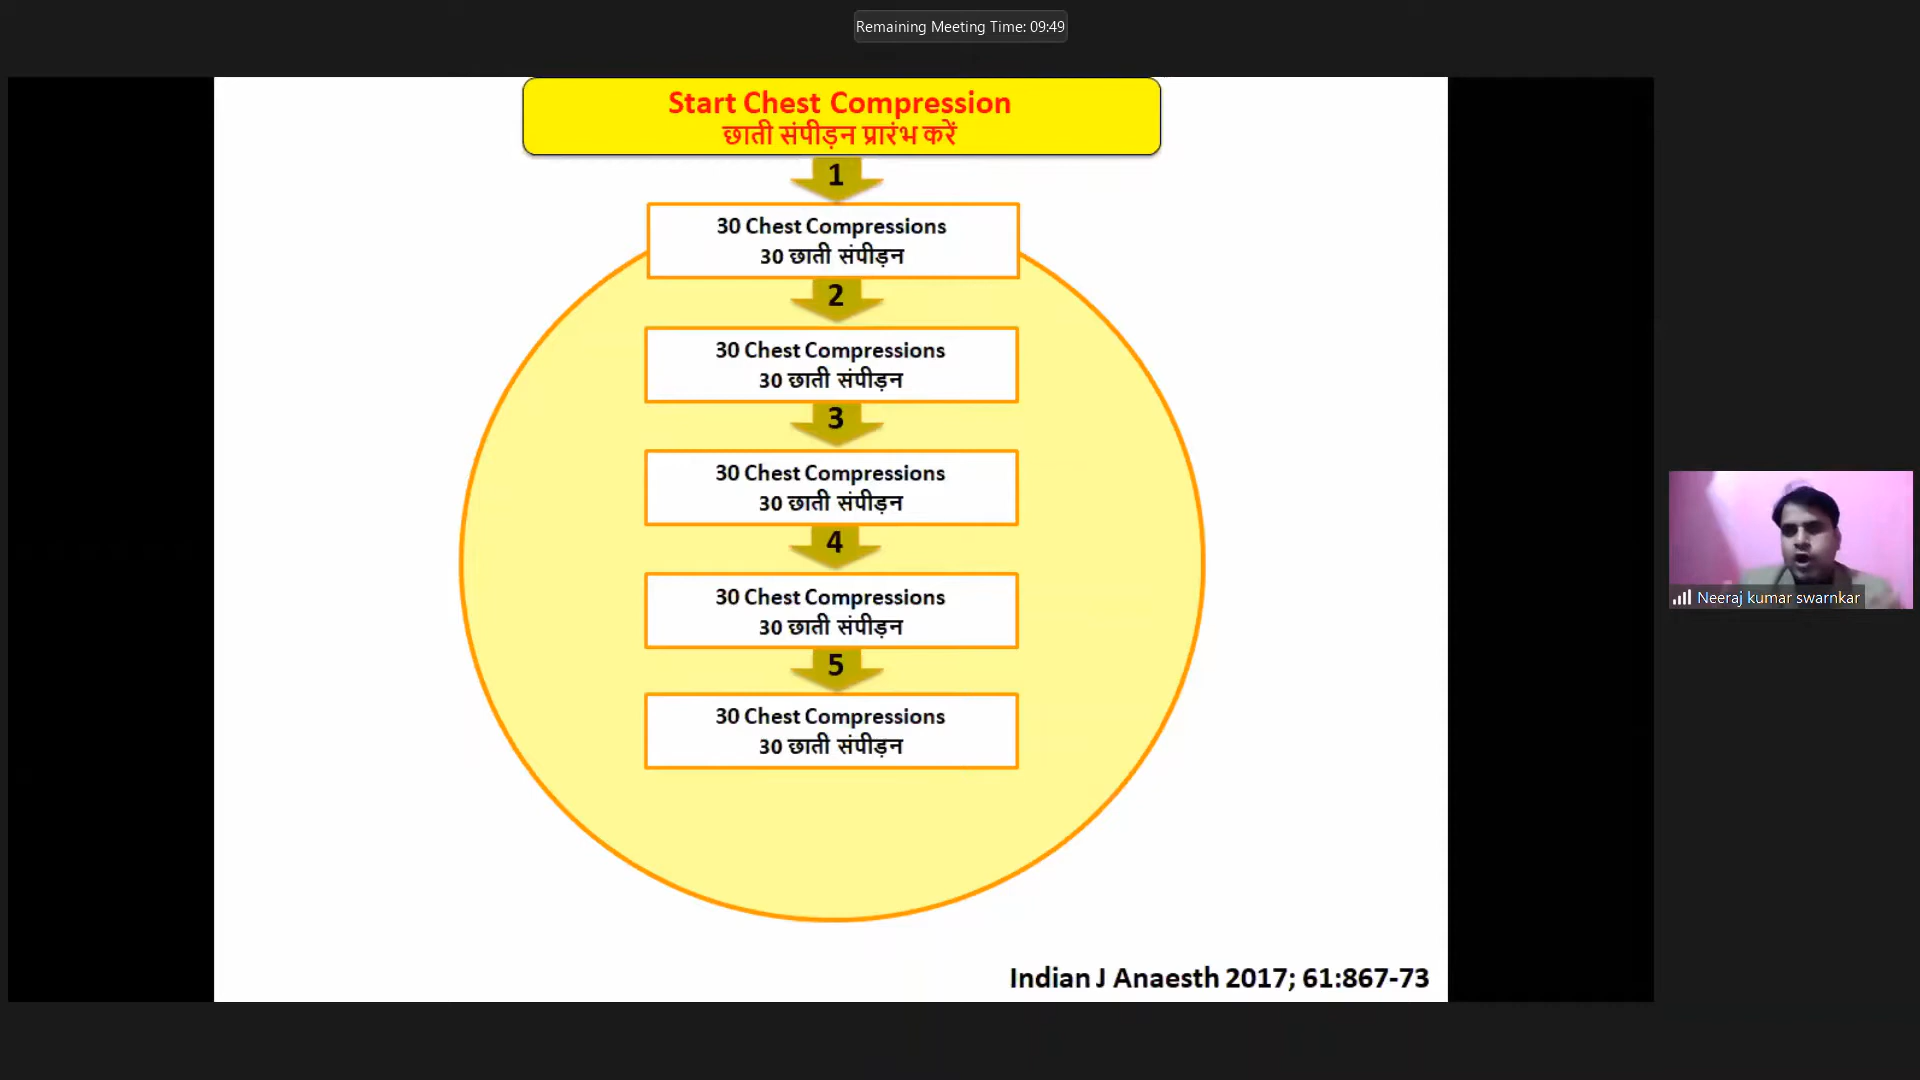 Remaining Meeting Time: 09:49
Start Chest Compression
छाती संपीड़न प्रारंभ करें
1
30 Chest Compressions
30 छाती संपीड़न
2
30 Chest Compressions
30 छाती संपीड़न
3
30 Chest Compressions
30 छाती संपीड़न
4
30 Chest Compressions
30 छाती संपीड़न
5
30 Chest Compressions
30 छाती संपीड़न
Neeraj kumar swarnkar
Indian J Anaesth 2017; 61:867-73